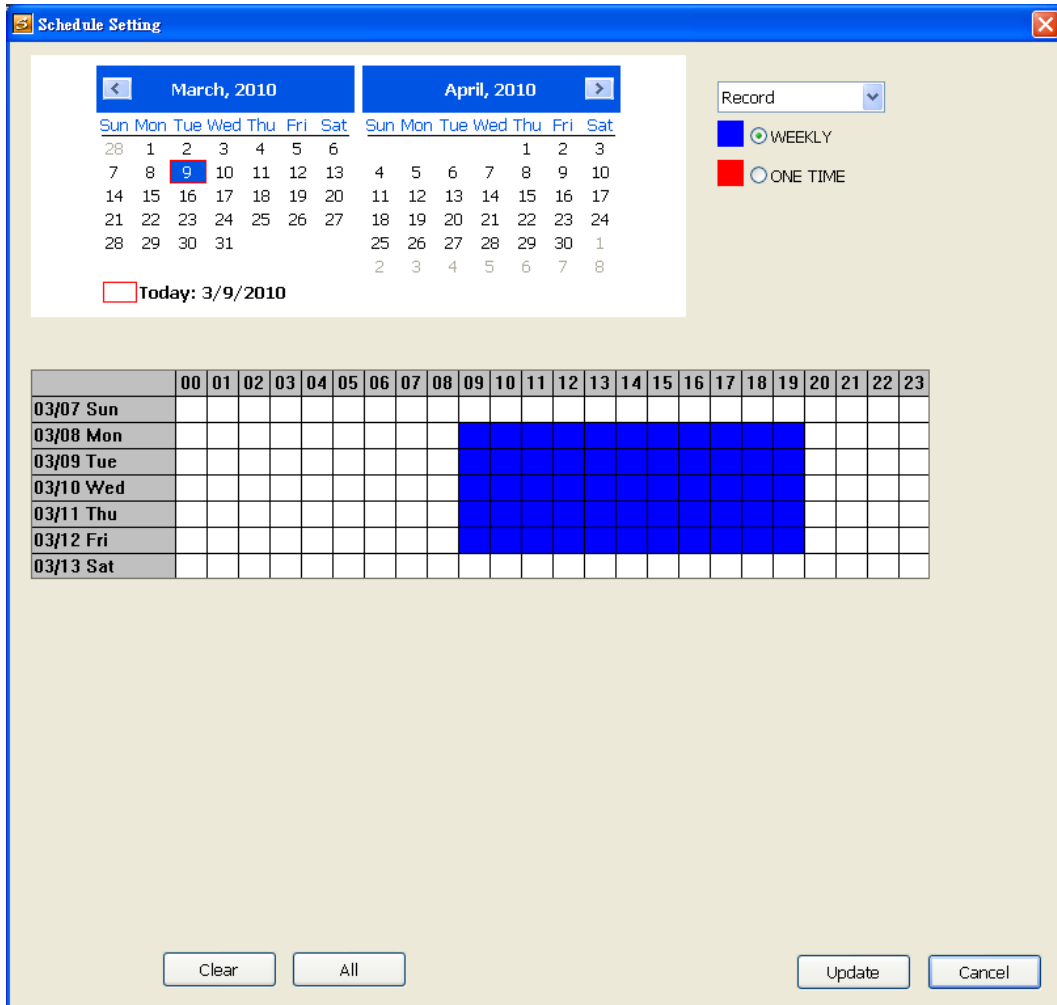 Schedule Setting
March, 2010 April, 2010
Sun Mon Tue Wed Thu Fri Sat Sun Mon Tue Wed Thu Fri Sat
28 1 2 3 4 5 6 1 2 3
7 8 9 10 11 12 13 4 5 6 7 8 9 10
14 15 16 17 18 19 20 11 12 13 14 15 16 17
21 22 23 24 25 26 27 18 19 20 21 22 23 24
28 29 30 31 25 26 27 28 29 30 1
2 3 4 5 6 7 8
Today: 3/9/2010
Record
WEEKLY
ONE TIME
00 01 02 03 04 05 06 07 08 09 10 11 12 13 14 15 16 17 18 19 20 21 22 23
03/07 Sun
03/08 Mon
03/09 Tue
03/10 Wed
03/11 Thu
03/12 Fri
03/13 Sat
Clear All Update Cancel